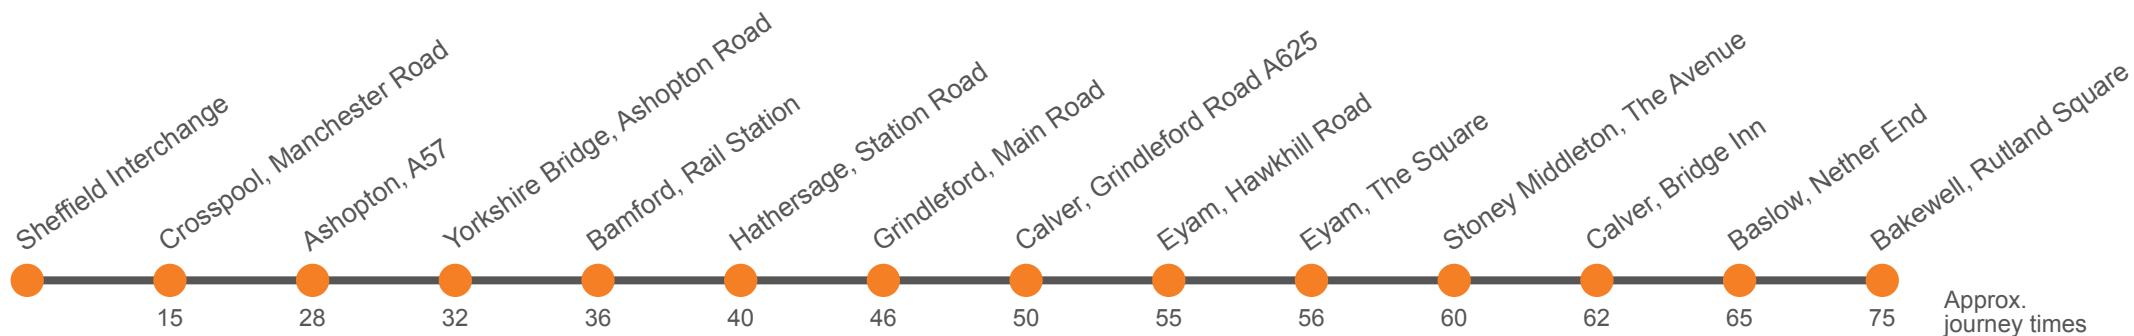 Sheffield Interchange
Crosspool, Manchester Road
Ashopton, A57
Yorkshire Bridge, Ashopton Road
Bamford, Rail Station
Hathersage, Station Road
Grindleford, Main Road
Calver, Grindleford Road A625
Eyam, Hawkhill Road
Eyam, The Square
Stoney Middleton, The Avenue
Calver, Bridge Inn
Baslow, Nether End
Bakewell, Rutland Square
15 28 32 36 40 46 50 55 56 60 62 65 75
Approx.
journey times